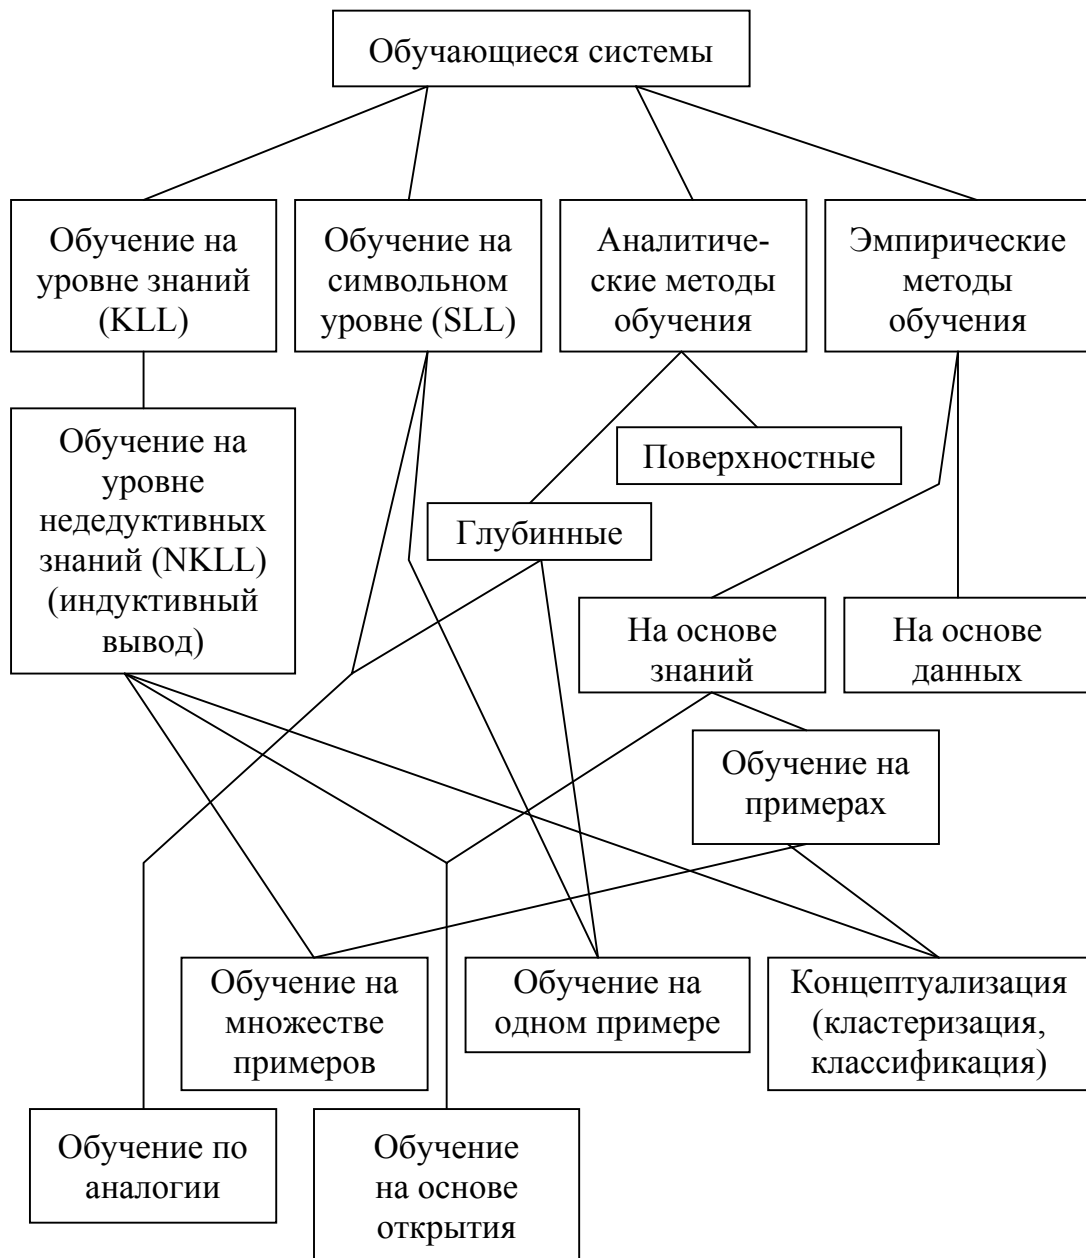 Обучающиеся системы
Обучение на
уровне знаний
(KLL)
Обучение на
символьном
уровне (SLL)
Аналитиче-
ские методы
обучения
Эмпирические
методы
обучения
Обучение на
уровне
недедуктивных
знаний (NKLL)
(индуктивный
вывод)
Поверхностные
Глубинные
На основе
знаний
На основе
данных
Обучение на
примерах
Обучение на
множестве
примеров
Обучение на
одном примере
Концептуализация
(кластеризация,
классификация)
Обучение по
аналогии
Обучение
на основе
открытия